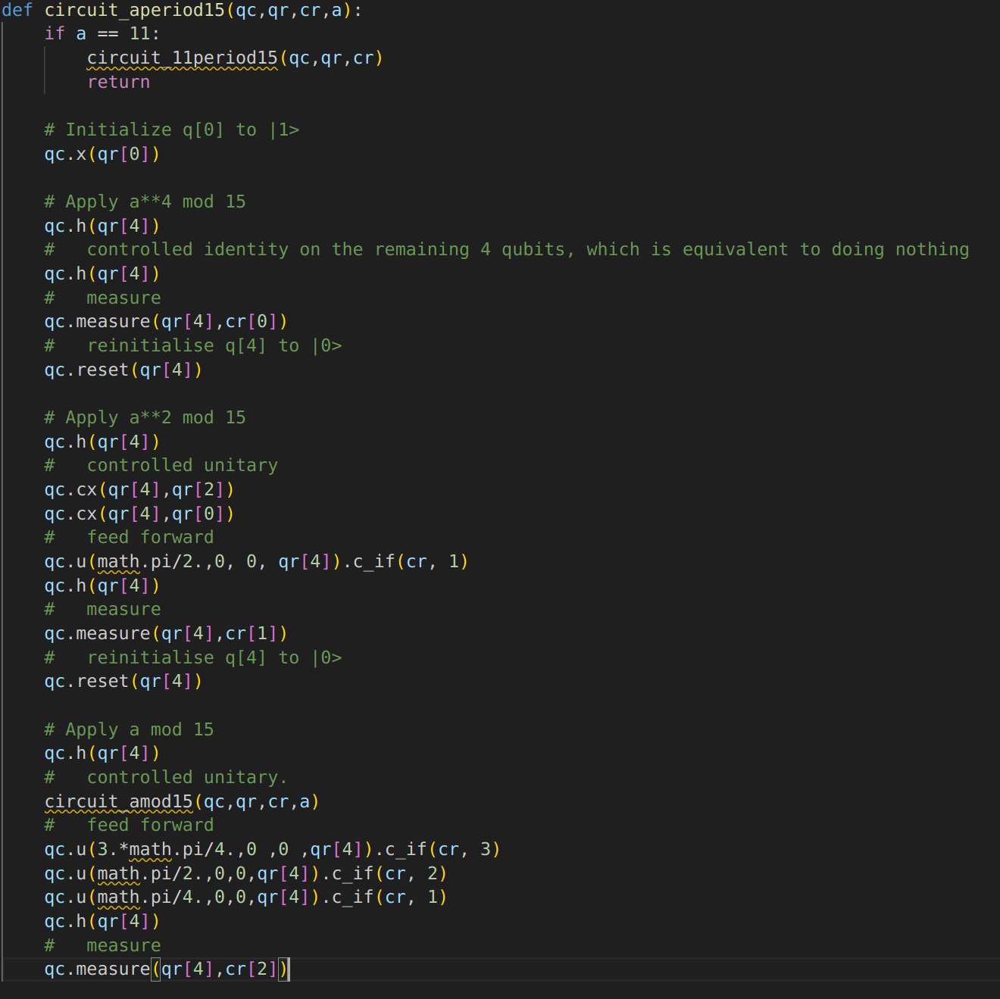 def circuit_aperiod15(qc,qr,cr,a):
    if a == 11:
        circuit_11period15(qc,qr,cr)
        return

    # Initialize q[0] to |1>
    qc.x(qr[0])

    # Apply a**4 mod 15
    qc.h(qr[4])
    #   controlled identity on the remaining 4 qubits, which is equivalent to doing nothing
    qc.h(qr[4])
    #   measure
    qc.measure(qr[4],cr[0])
    #   reinitialise q[4] to |0>
    qc.reset(qr[4])

    # Apply a**2 mod 15
    qc.h(qr[4])
    #   controlled unitary
    qc.cx(qr[4],qr[2])
    qc.cx(qr[4],qr[0])
    #   feed forward
    qc.u(math.pi/2.,0, 0, qr[4]).c_if(cr, 1)
    qc.h(qr[4])
    #   measure
    qc.measure(qr[4],cr[1])
    #   reinitialise q[4] to |0>
    qc.reset(qr[4])

    # Apply a mod 15
    qc.h(qr[4])
    #   controlled unitary.
    circuit_amod15(qc,qr,cr,a)
    #   feed forward
    qc.u(3.*math.pi/4.,0 ,0 ,qr[4]).c_if(cr, 3)
    qc.u(math.pi/2.,0,0,qr[4]).c_if(cr, 2)
    qc.u(math.pi/4.,0,0,qr[4]).c_if(cr, 1)
    qc.h(qr[4])
    #   measure
    qc.measure(qr[4],cr[2])